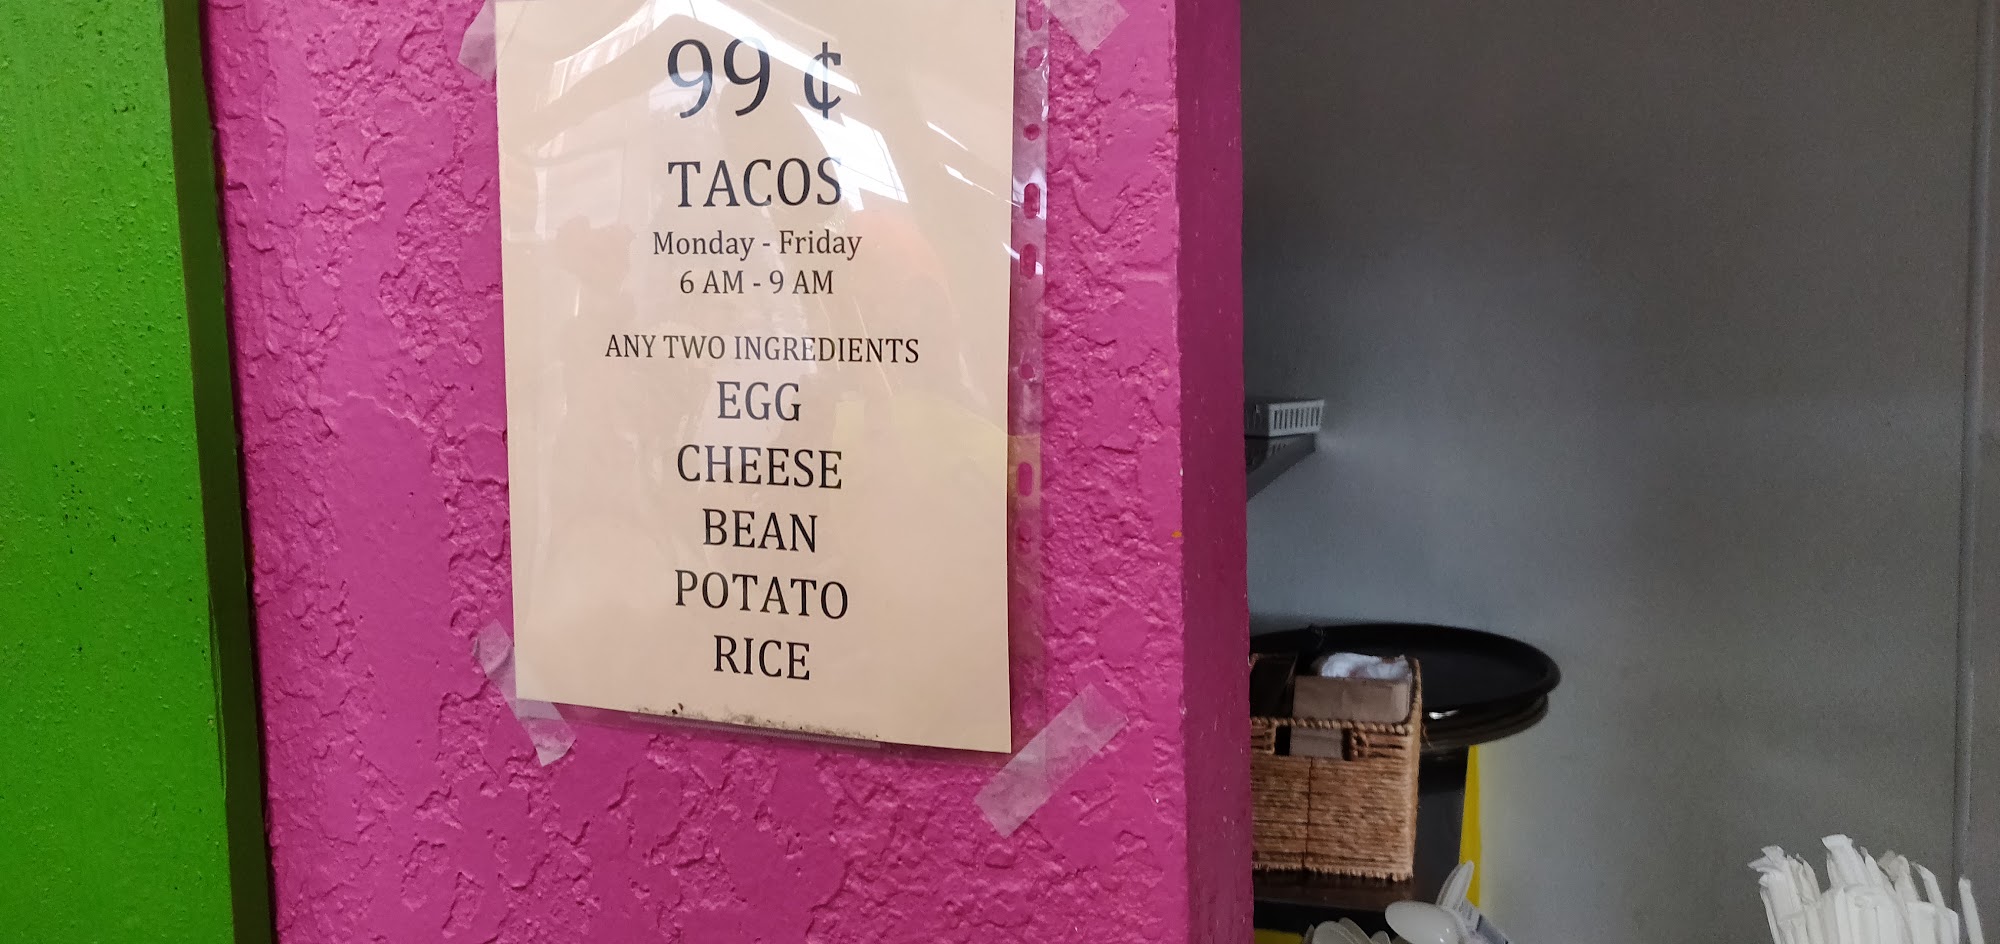 99 ¢
TACOS
Monday - Friday
6 AM - 9 AM
ANY TWO INGREDIENTS
EGG
CHEESE
BEAN
POTATO
RICE